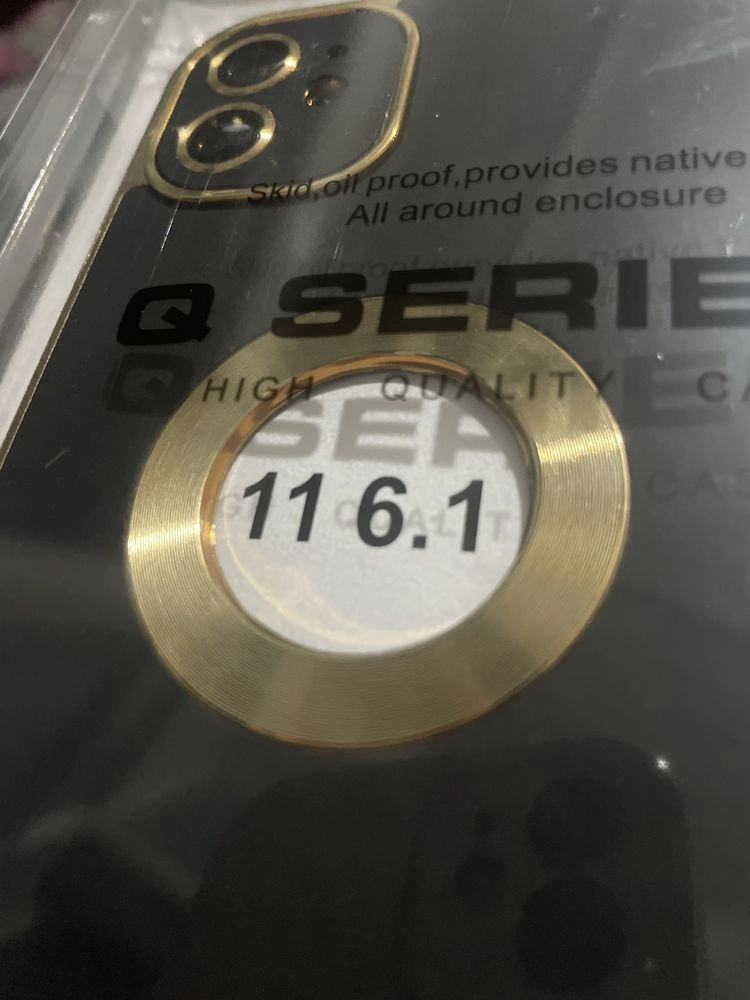 Skid,oil proof,provides native
All around enclosure
Q SERIE
HIGH QUALITY CA
11 6.1